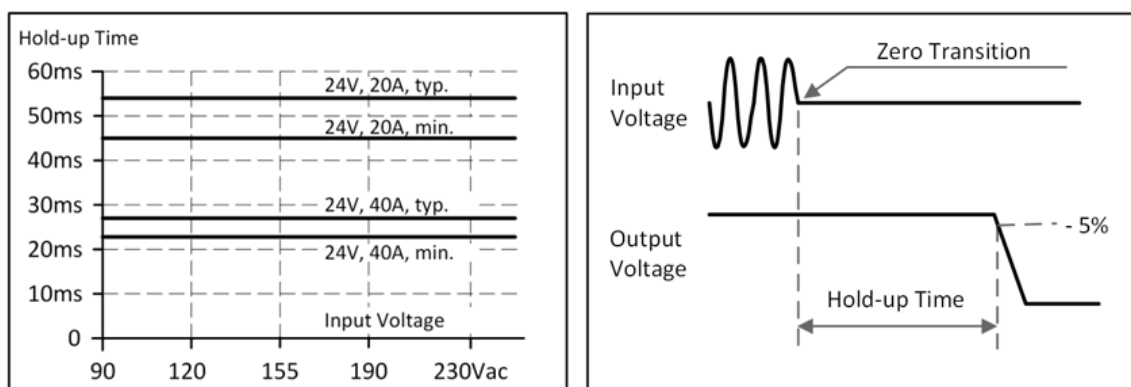 Hold-up Time
60ms
50ms
40ms
30ms
20ms
10ms
0
24V, 20A, typ.
24V, 20A, min.
24V, 40A, typ.
24V, 40A, min.
Input Voltage
90 120 155 190 230Vac
Zero Transition
Input
Voltage
Output
Voltage
- 5%
Hold-up Time